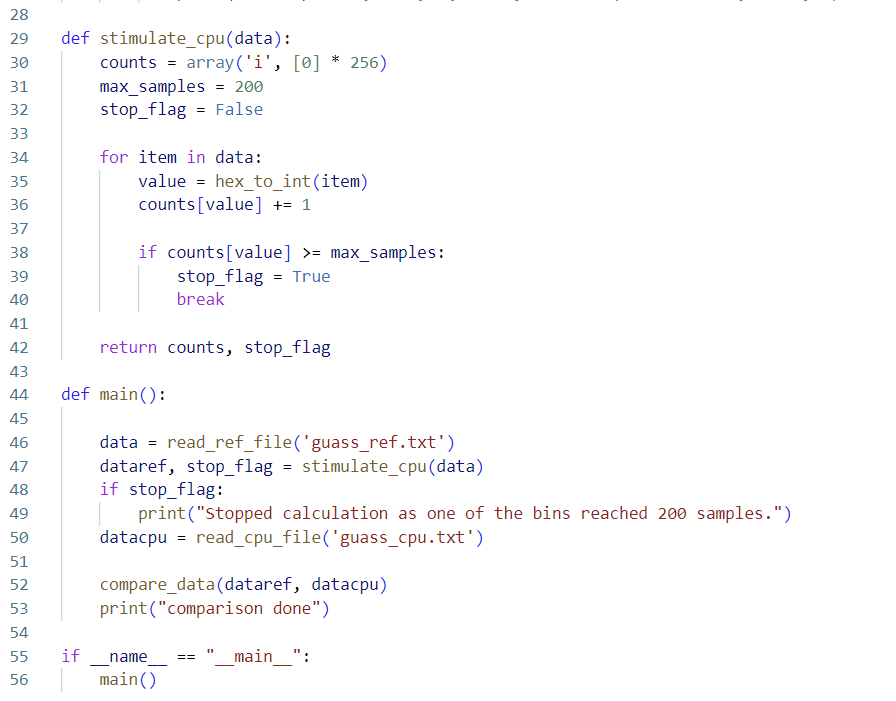 28
29 def stimulate_cpu(data):
30     counts = array('i', [0] * 256)
31     max_samples = 200
32     stop_flag = False
33
34     for item in data:
35         value = hex_to_int(item)
36         counts[value] += 1
37
38         if counts[value] >= max_samples:
39             stop_flag = True
40             break
41
42     return counts, stop_flag
43
44 def main():
45
46     data = read_ref_file('guass_ref.txt')
47     dataref, stop_flag = stimulate_cpu(data)
48     if stop_flag:
49         print("Stopped calculation as one of the bins reached 200 samples.")
50     datacpu = read_cpu_file('guass_cpu.txt')
51
52     compare_data(dataref, datacpu)
53     print("comparison done")
54
55 if __name__ == "__main__":
56     main()